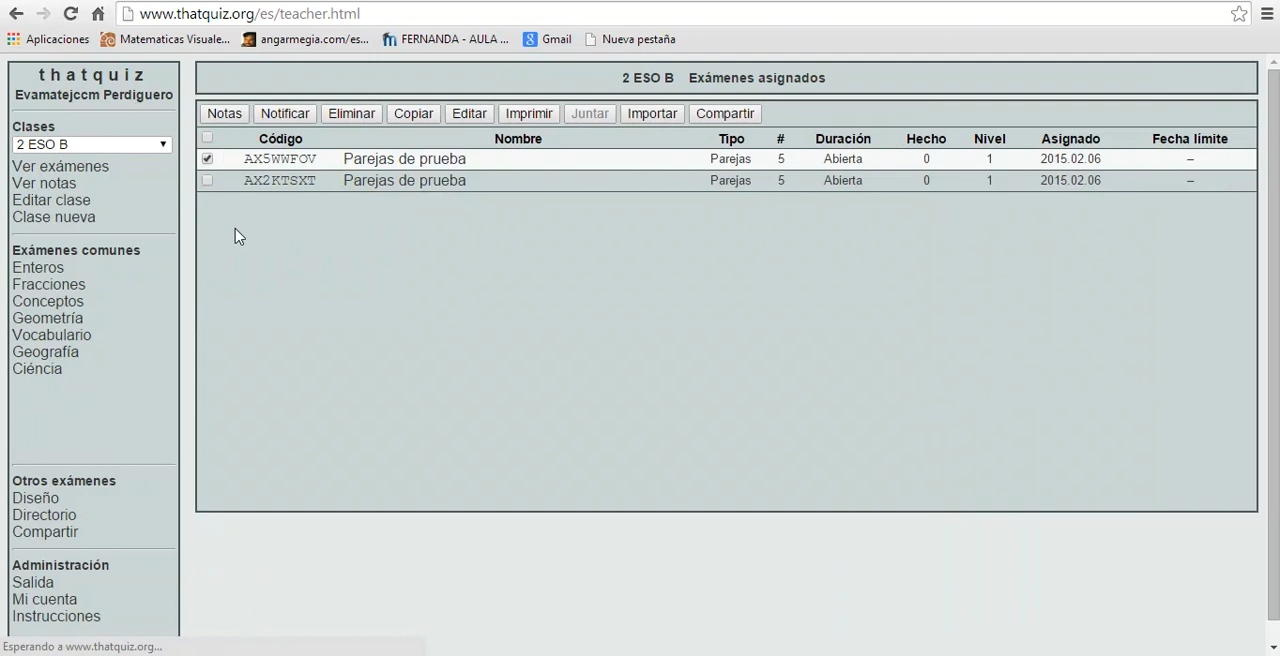 www.thatquiz.org/es/teacher.html
Aplicaciones Matematicas Visuale... angarmegia.com/es... FERNANDA - AULA ... Gmail Nueva pestaña
thatquiz
Evamatejccm Perdiguero
Clases
2 ESO B
Ver exámenes
Ver notas
Editar clase
Clase nueva
Exámenes comunes
Enteros
Fracciones
Conceptos
Geometría
Vocabulario
Geografía
Ciéncia
Otros exámenes
Diseño
Directorio
Compartir
Administración
Salida
Mi cuenta
Instrucciones
2 ESO B Exámenes asignados
Notas Notificar Eliminar Copiar Editar Imprimir Juntar Importar Compartir
Código Nombre Tipo # Duración Hecho Nivel Asignado Fecha límite
AX5WWFOV Parejas de prueba Parejas 5 Abierta 0 1 2015.02.06 –
AX2KTSXT Parejas de prueba Parejas 5 Abierta 0 1 2015.02.06 –
Esperando a www.thatquiz.org...